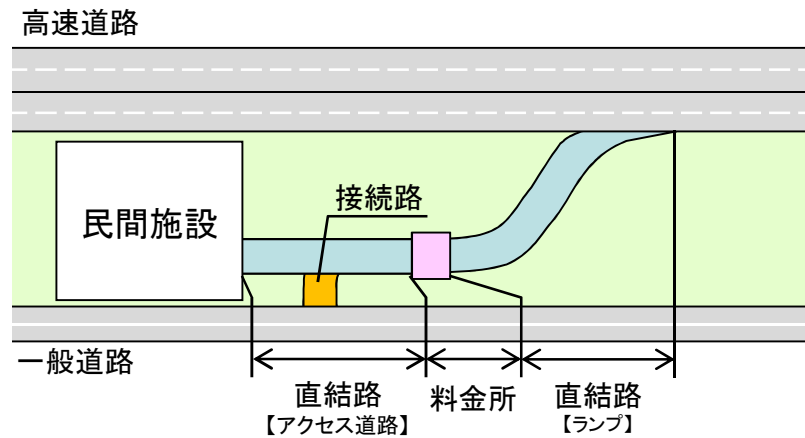 高速道路
接続路
民間施設
一般道路
直結路
【アクセス道路】
料金所
直結路
【ランプ】